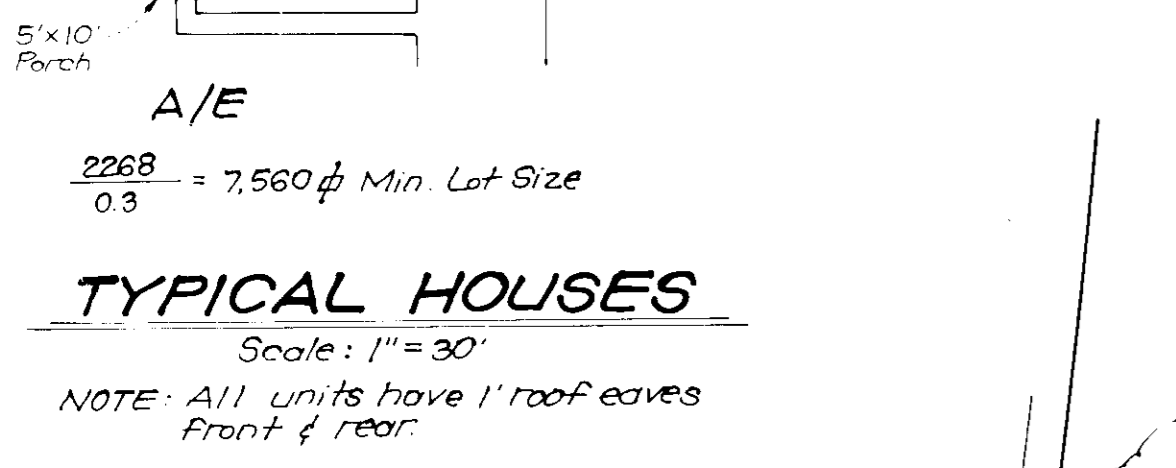 5'x10'
Porch
A/E
2268
0.3
= 7,560 ⏍ Min. Lot Size
TYPICAL HOUSES
Scale: 1"=30'
NOTE: All units have 1' roof eaves
front & rear.